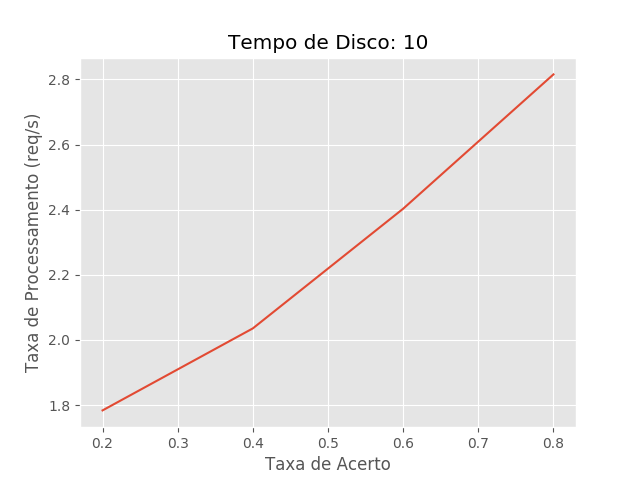 Tempo de Disco: 10
Taxa de Processamento (req/s)
2.8
2.6
2.4
2.2
2.0
1.8
0.2 0.3 0.4 0.5 0.6 0.7 0.8
Taxa de Acerto